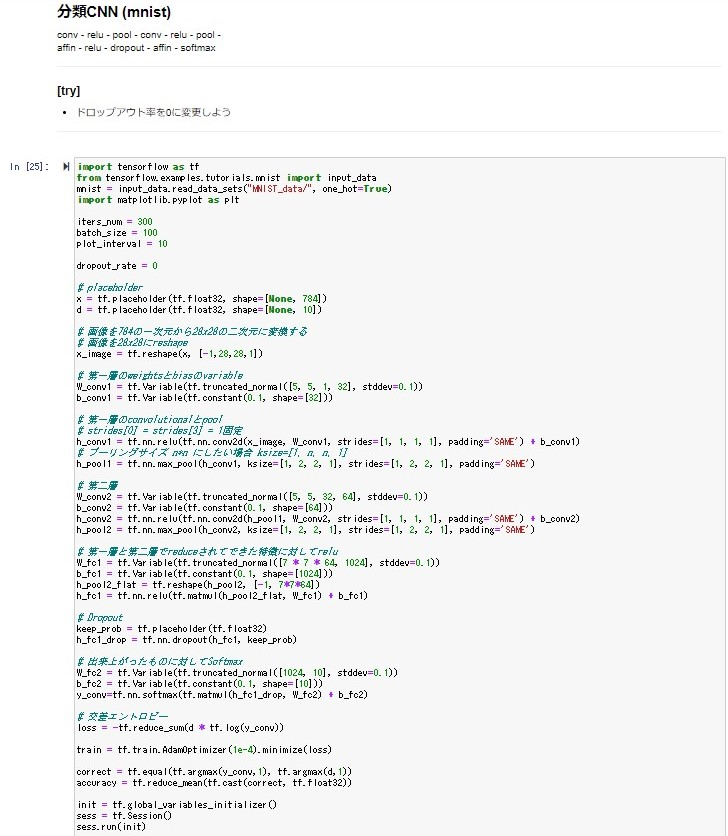 分類CNN (mnist)
conv - relu - pool - conv - relu - pool -
affin - relu - dropout - affin - softmax
[try]
• ドロップアウト率を0に変更しよう
In [25]:
import tensorflow as tf
from tensorflow.examples.tutorials.mnist import input_data
mnist = input_data.read_data_sets("MNIST_data/", one_hot=True)
import matplotlib.pyplot as plt
iters_num = 300
batch_size = 100
plot_interval = 10
dropout_rate = 0
# placeholder
x = tf.placeholder(tf.float32, shape=[None, 784])
d = tf.placeholder(tf.float32, shape=[None, 10])
# 画像を784の一次元から28x28の二次元に変換する
# 画像を28x28にreshape
x_image = tf.reshape(x, [-1,28,28,1])
# 第一層のweightsとbiasのvariable
W_conv1 = tf.Variable(tf.truncated_normal([5, 5, 1, 32], stddev=0.1))
b_conv1 = tf.Variable(tf.constant(0.1, shape=[32]))
# 第一層のconvolutionalとpool
# strides[0] = strides[3] = 1固定
h_conv1 = tf.nn.relu(tf.nn.conv2d(x_image, W_conv1, strides=[1, 1, 1, 1], padding='SAME') + b_conv1)
# プーリングサイズ n*n にしたい場合 ksize=[1, n, n, 1]
h_pool1 = tf.nn.max_pool(h_conv1, ksize=[1, 2, 2, 1], strides=[1, 2, 2, 1], padding='SAME')
# 第二層
W_conv2 = tf.Variable(tf.truncated_normal([5, 5, 32, 64], stddev=0.1))
b_conv2 = tf.Variable(tf.constant(0.1, shape=[64]))
h_conv2 = tf.nn.relu(tf.nn.conv2d(h_pool1, W_conv2, strides=[1, 1, 1, 1], padding='SAME') + b_conv2)
h_pool2 = tf.nn.max_pool(h_conv2, ksize=[1, 2, 2, 1], strides=[1, 2, 2, 1], padding='SAME')
# 第一層と第二層でreduceされてできた特徴に対してrelu
W_fc1 = tf.Variable(tf.truncated_normal([7 * 7 * 64, 1024], stddev=0.1))
b_fc1 = tf.Variable(tf.constant(0.1, shape=[1024]))
h_pool2_flat = tf.reshape(h_pool2, [-1, 7*7*64])
h_fc1 = tf.nn.relu(tf.matmul(h_pool2_flat, W_fc1) + b_fc1)
# Dropout
keep_prob = tf.placeholder(tf.float32)
h_fc1_drop = tf.nn.dropout(h_fc1, keep_prob)
# 出来上がったものに対してSoftmax
W_fc2 = tf.Variable(tf.truncated_normal([1024, 10], stddev=0.1))
b_fc2 = tf.Variable(tf.constant(0.1, shape=[10]))
y_conv=tf.nn.softmax(tf.matmul(h_fc1_drop, W_fc2) + b_fc2)
# 交差エントロピー
loss = -tf.reduce_sum(d * tf.log(y_conv))
train = tf.train.AdamOptimizer(1e-4).minimize(loss)
correct = tf.equal(tf.argmax(y_conv,1), tf.argmax(d,1))
accuracy = tf.reduce_mean(tf.cast(correct, tf.float32))
init = tf.global_variables_initializer()
sess = tf.Session()
sess.run(init)